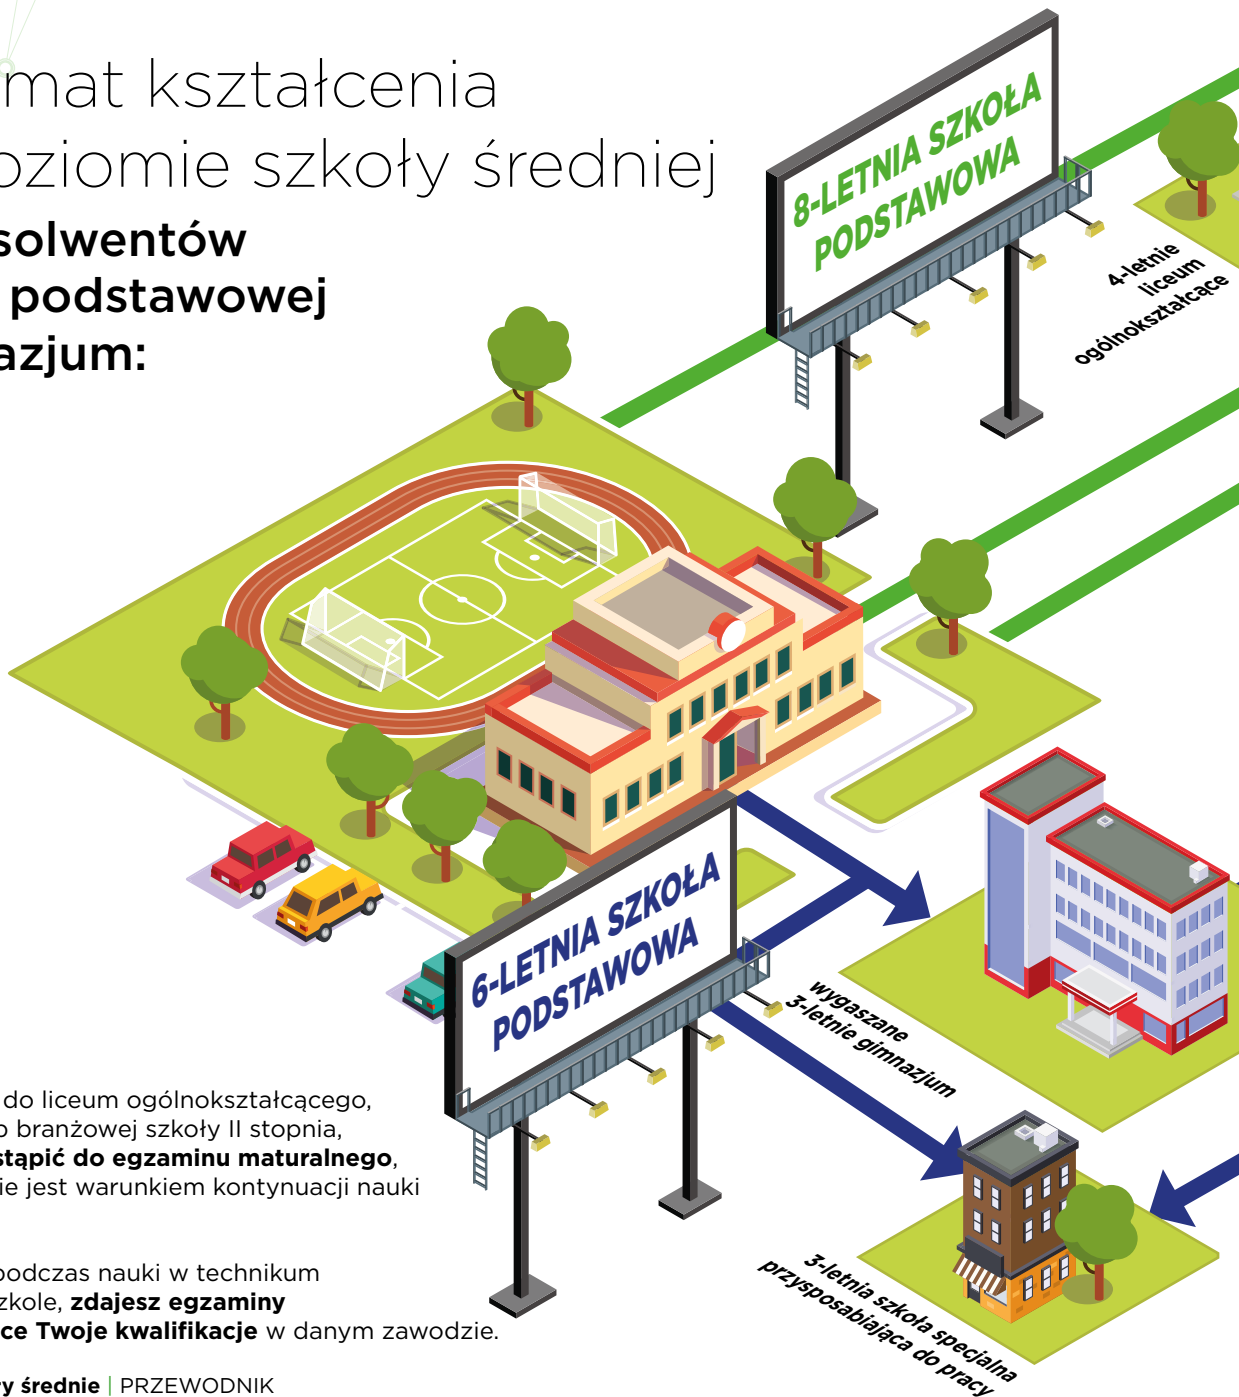 mat kształcenia
oziomie szkoły średniej
solwentów
podstawowej
azjum:
8-LETNIA SZKOŁA
PODSTAWOWA
4-letnie
liceum
ogólnokształcące
6-LETNIA SZKOŁA
PODSTAWOWA
wygaszane
3-letnie gimnazjum
do liceum ogólnokształcącego,
o branżowej szkoły II stopnia,
stąpić do egzaminu maturalnego,
ie jest warunkiem kontynuacji nauki
podczas nauki w technikum
zkole, zdajesz egzaminy
ce Twoje kwalifikacje w danym zawodzie.
3-letnia szkoła specjalna
przysposabiająca do pracy
y średnie | PRZEWODNIK